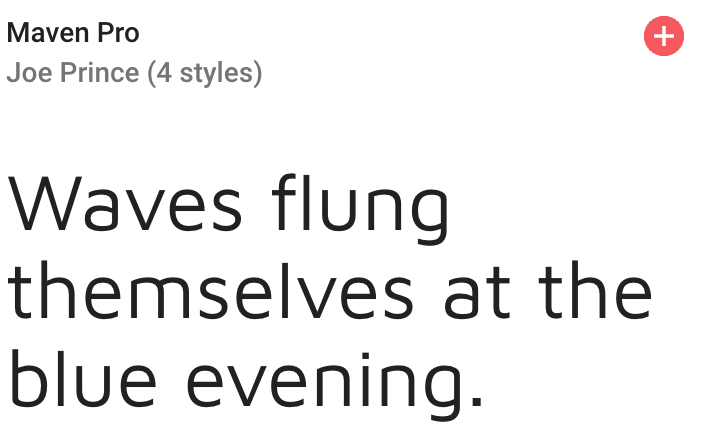 Maven Pro
Joe Prince (4 styles)
Waves flung
themselves at the
blue evening.